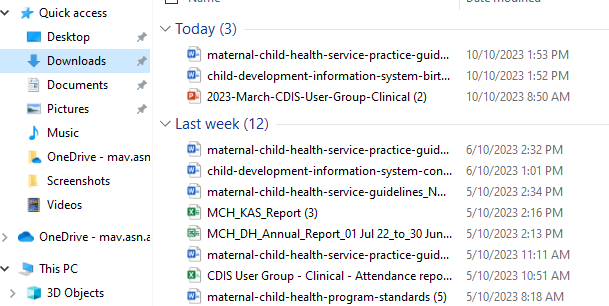 Name Date modified
Quick access
Desktop
Downloads
Documents
Pictures
Music
OneDrive - mav.asn
Screenshots
Videos
OneDrive - mav.asn.a
This PC
3D Objects
Today (3)
maternal-child-health-service-practice-guid... 10/10/2023 1:53 PM
child-development-information-system-birt... 10/10/2023 1:52 PM
2023-March-CDIS-User-Group-Clinical (2) 10/10/2023 8:50 AM
Last week (12)
maternal-child-health-service-practice-guid... 6/10/2023 2:32 PM
child-development-information-system-con... 6/10/2023 1:01 PM
maternal-child-health-service-guidelines_N... 5/10/2023 2:34 PM
MCH_KAS_Report (3) 5/10/2023 2:16 PM
MCH_DH_Annual_Report_01 Jul 22_to_30 Jun... 5/10/2023 2:13 PM
maternal-child-health-service-practice-guid... 5/10/2023 11:11 AM
CDIS User Group - Clinical - Attendance repo... 5/10/2023 10:51 AM
maternal-child-health-program-standards (5) 5/10/2023 8:18 AM